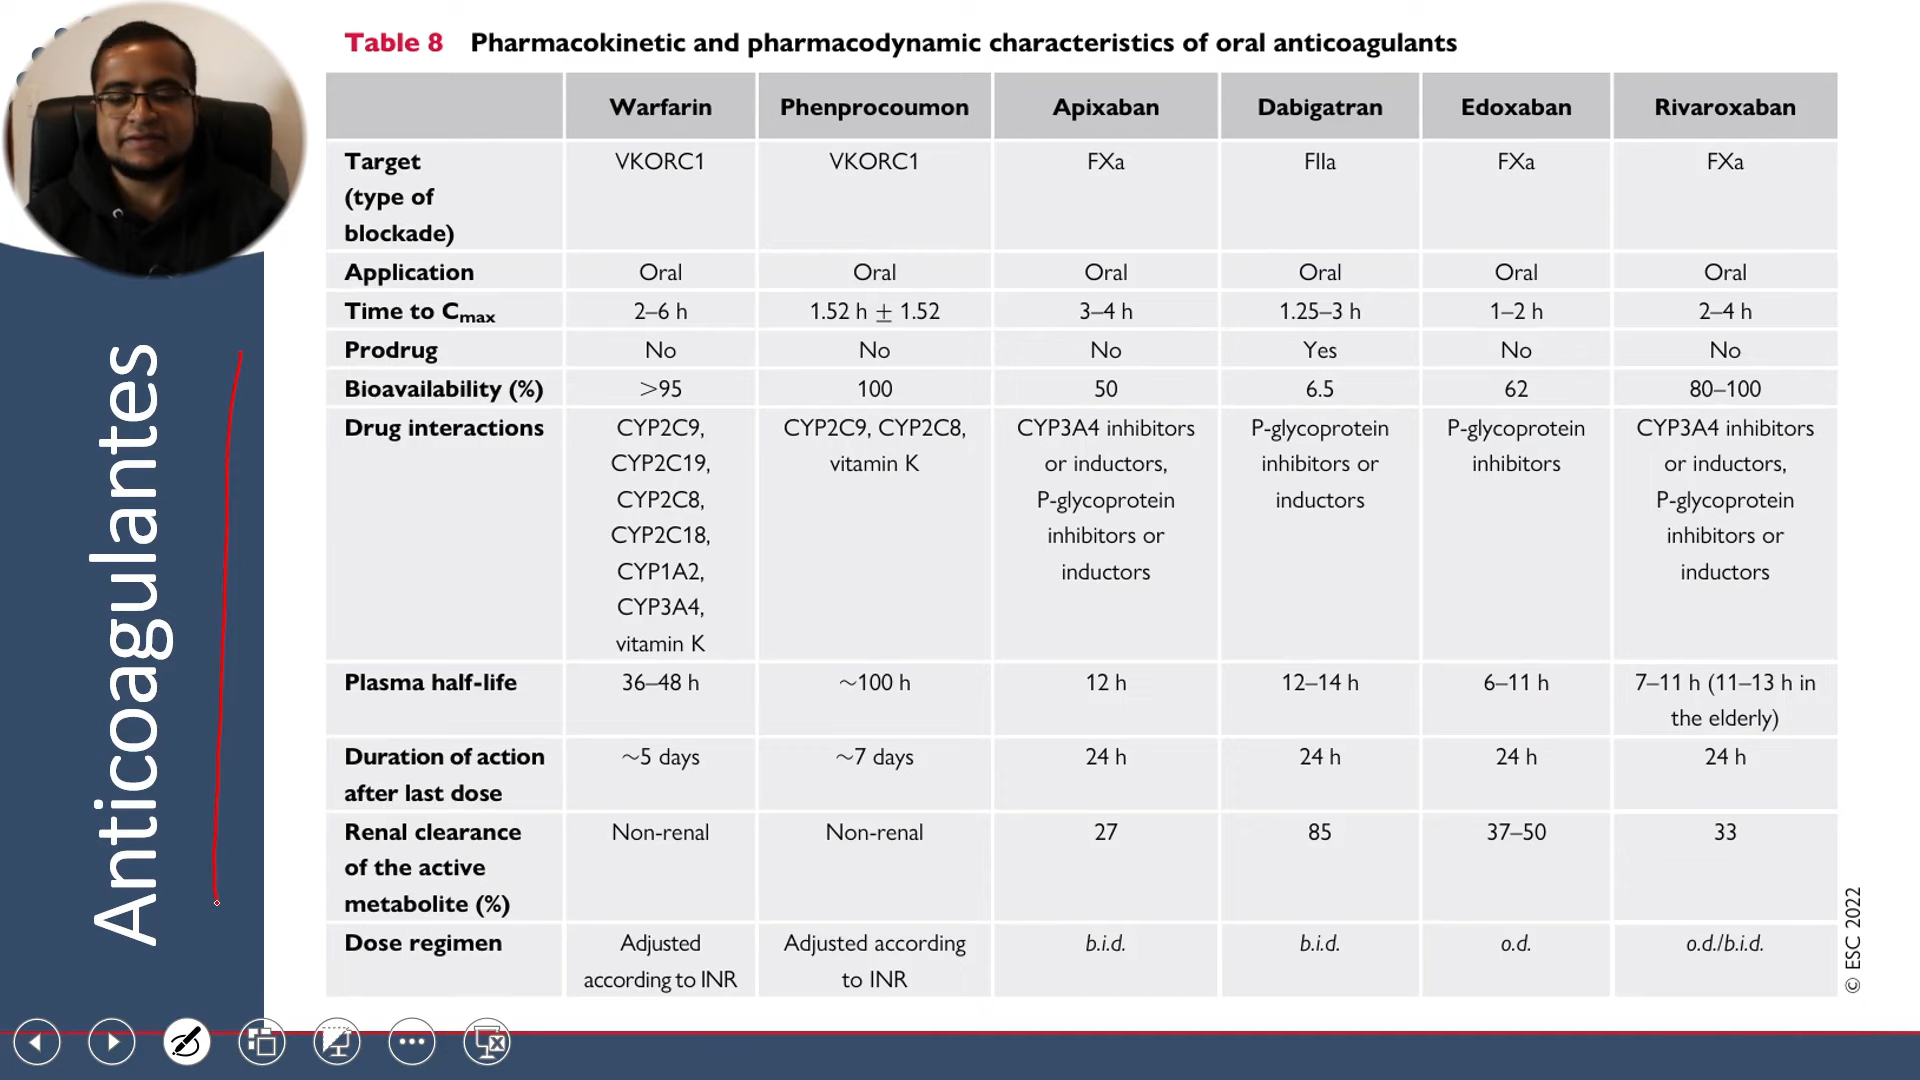 Table 8 Pharmacokinetic and pharmacodynamic characteristics of oral anticoagulants
Warfarin Phenprocoumon Apixaban Dabigatran Edoxaban Rivaroxaban
Target VKORC1 VKORC1 FXa FIIa FXa FXa
(type of
blockade)
Application Oral Oral Oral Oral Oral Oral
Time to Cmax 2–6 h 1.52 h ± 1.52 3–4 h 1.25–3 h 1–2 h 2–4 h
Prodrug No No No Yes No No
Bioavailability (%) >95 100 50 6.5 62 80–100
Drug interactions CYP2C9, CYP2C9, CYP2C8, CYP3A4 inhibitors P-glycoprotein P-glycoprotein CYP3A4 inhibitors
CYP2C19, vitamin K or inductors, inhibitors or inhibitors or inductors,
CYP2C8, P-glycoprotein inductors P-glycoprotein
CYP2C18, inhibitors or inhibitors or
CYP1A2, inductors inductors
CYP3A4,
vitamin K
Plasma half-life 36–48 h ~100 h 12 h 12–14 h 6–11 h 7–11 h (11–13 h in
the elderly)
Duration of action ~5 days ~7 days 24 h 24 h 24 h 24 h
after last dose
Renal clearance Non-renal Non-renal 27 85 37–50 33
of the active
metabolite (%)
Dose regimen Adjusted Adjusted according b.i.d. b.i.d. o.d. o.d./b.i.d.
according to INR to INR
Anticoagulantes
© ESC 2022